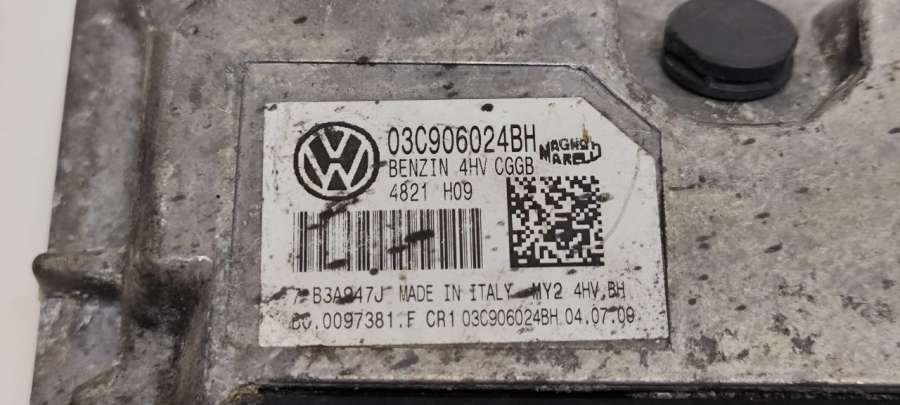 03C906024BH
MAGNETI
MARELLI
BENZIN 4HV CGGB
4821 H09
B3A947J MADE IN ITALY MY2 4HV,BH
.0097381.F CR1 03C906024BH 04.07.09